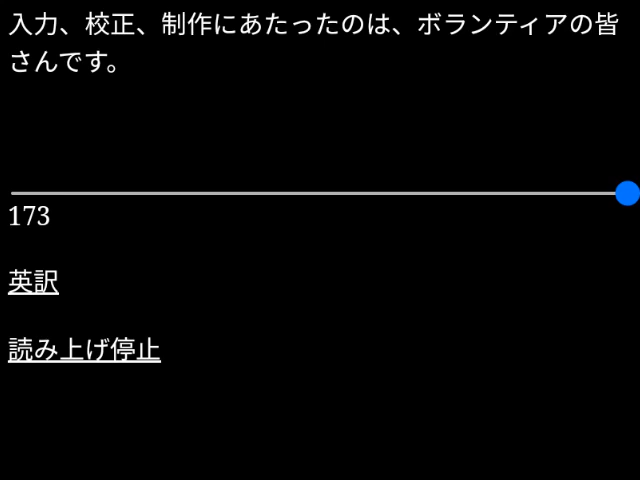 入力、校正、制作にあたったのは、ボランティアの皆
さんです。
173
英訳
読み上げ停止